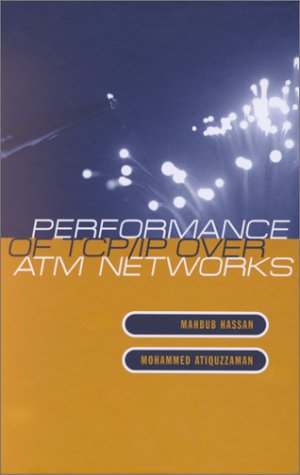 PERFORMANCE
OF TCP/IP OVER
ATM NETWORKS
MAHBUB HASSAN
MOHAMMED ATIQUZZAMAN